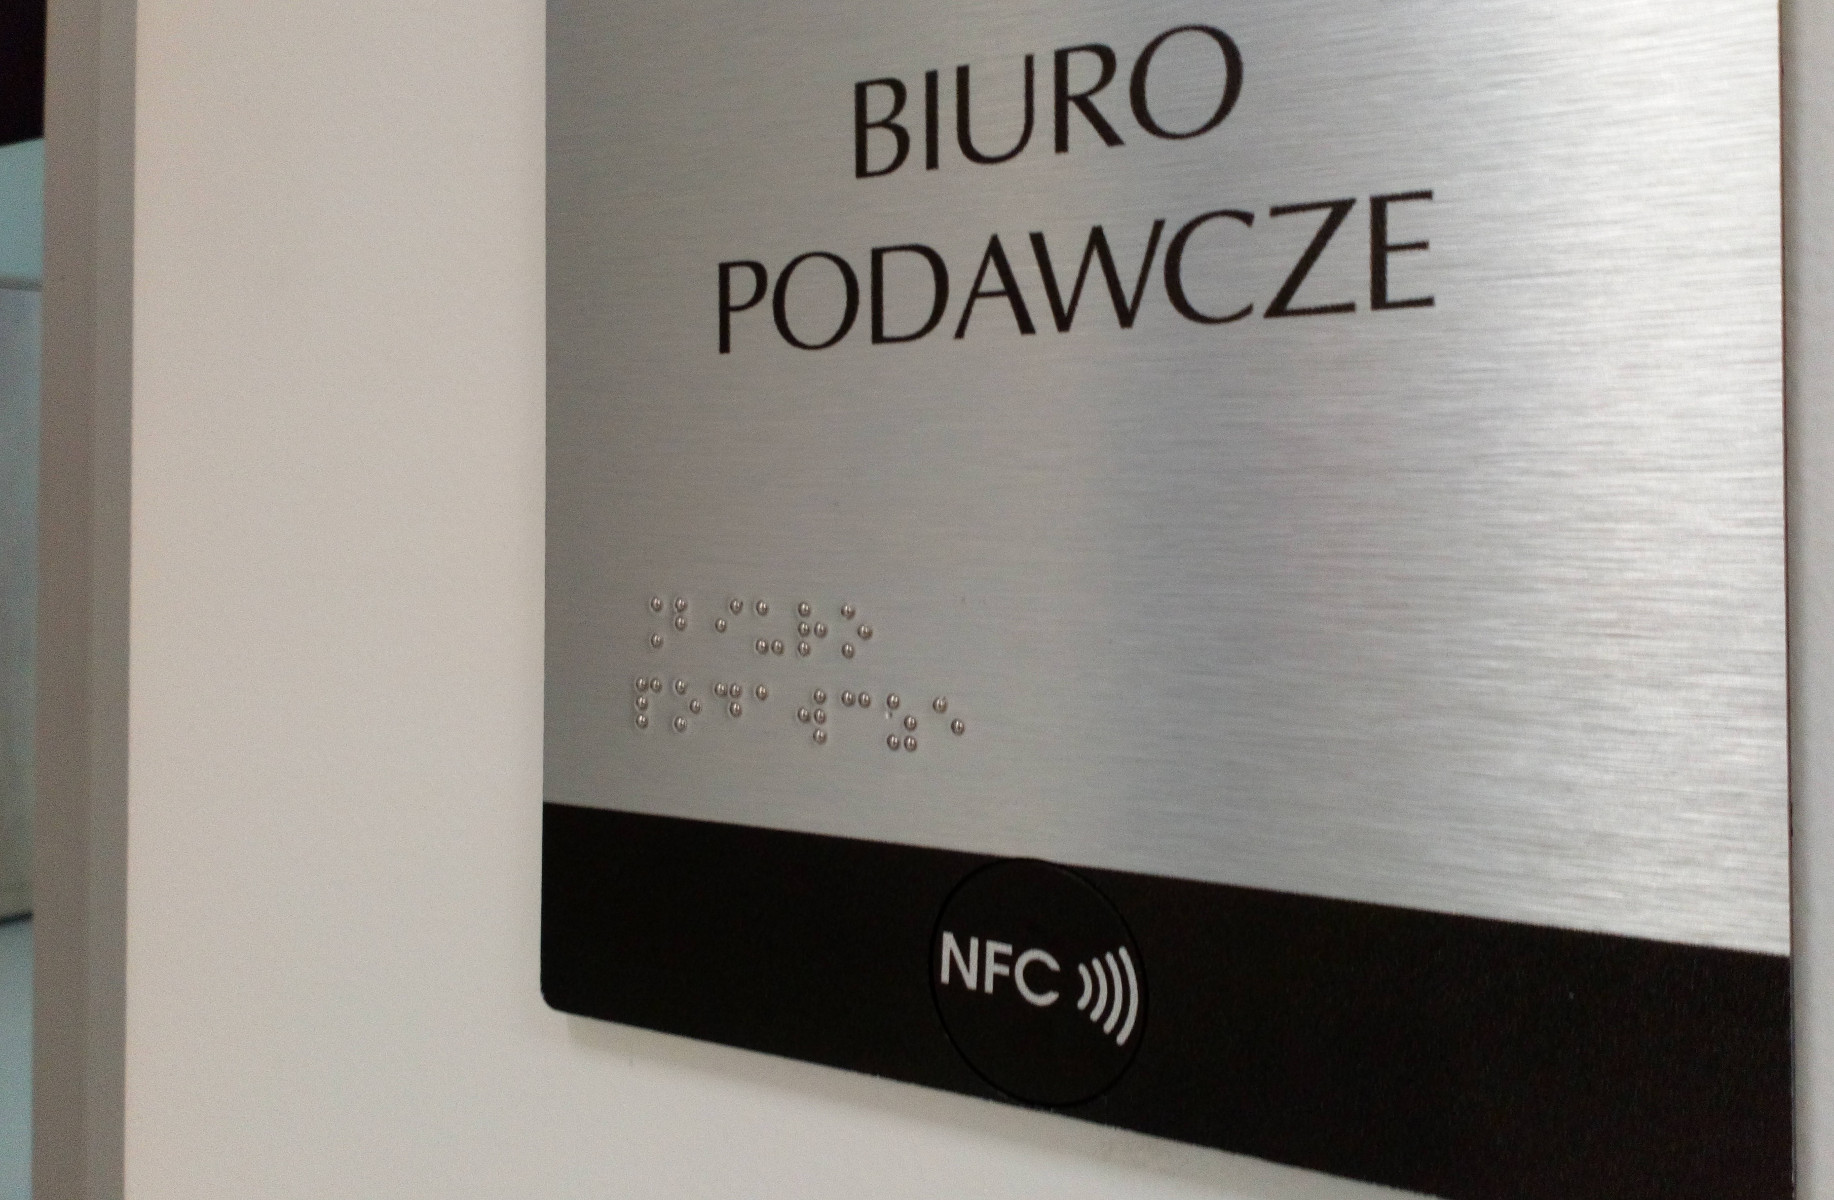 BIURO
PODAWCZE
⠨⠃⠊⠥⠗⠕
⠏⠕⠙⠁⠺⠉⠵⠑
NFC